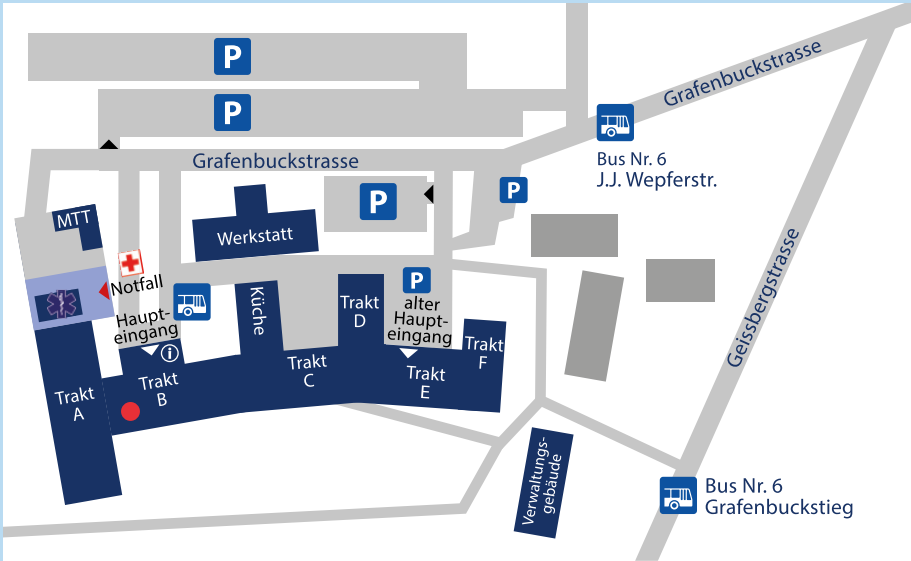 P
P
Grafenbuckstrasse
Grafenbuckstrasse
Bus Nr. 6
J.J. Wepferstr.
P
P
MTT
Werkstatt
Notfall
Haupt-
eingang
i
Küche
Trakt
D
P
alter
Haupt-
eingang
Trakt
F
Trakt
A
Trakt
B
Trakt
C
Trakt
E
Geissbergstrasse
Verwaltungs-
gebäude
Bus Nr. 6
Grafenbuckstieg